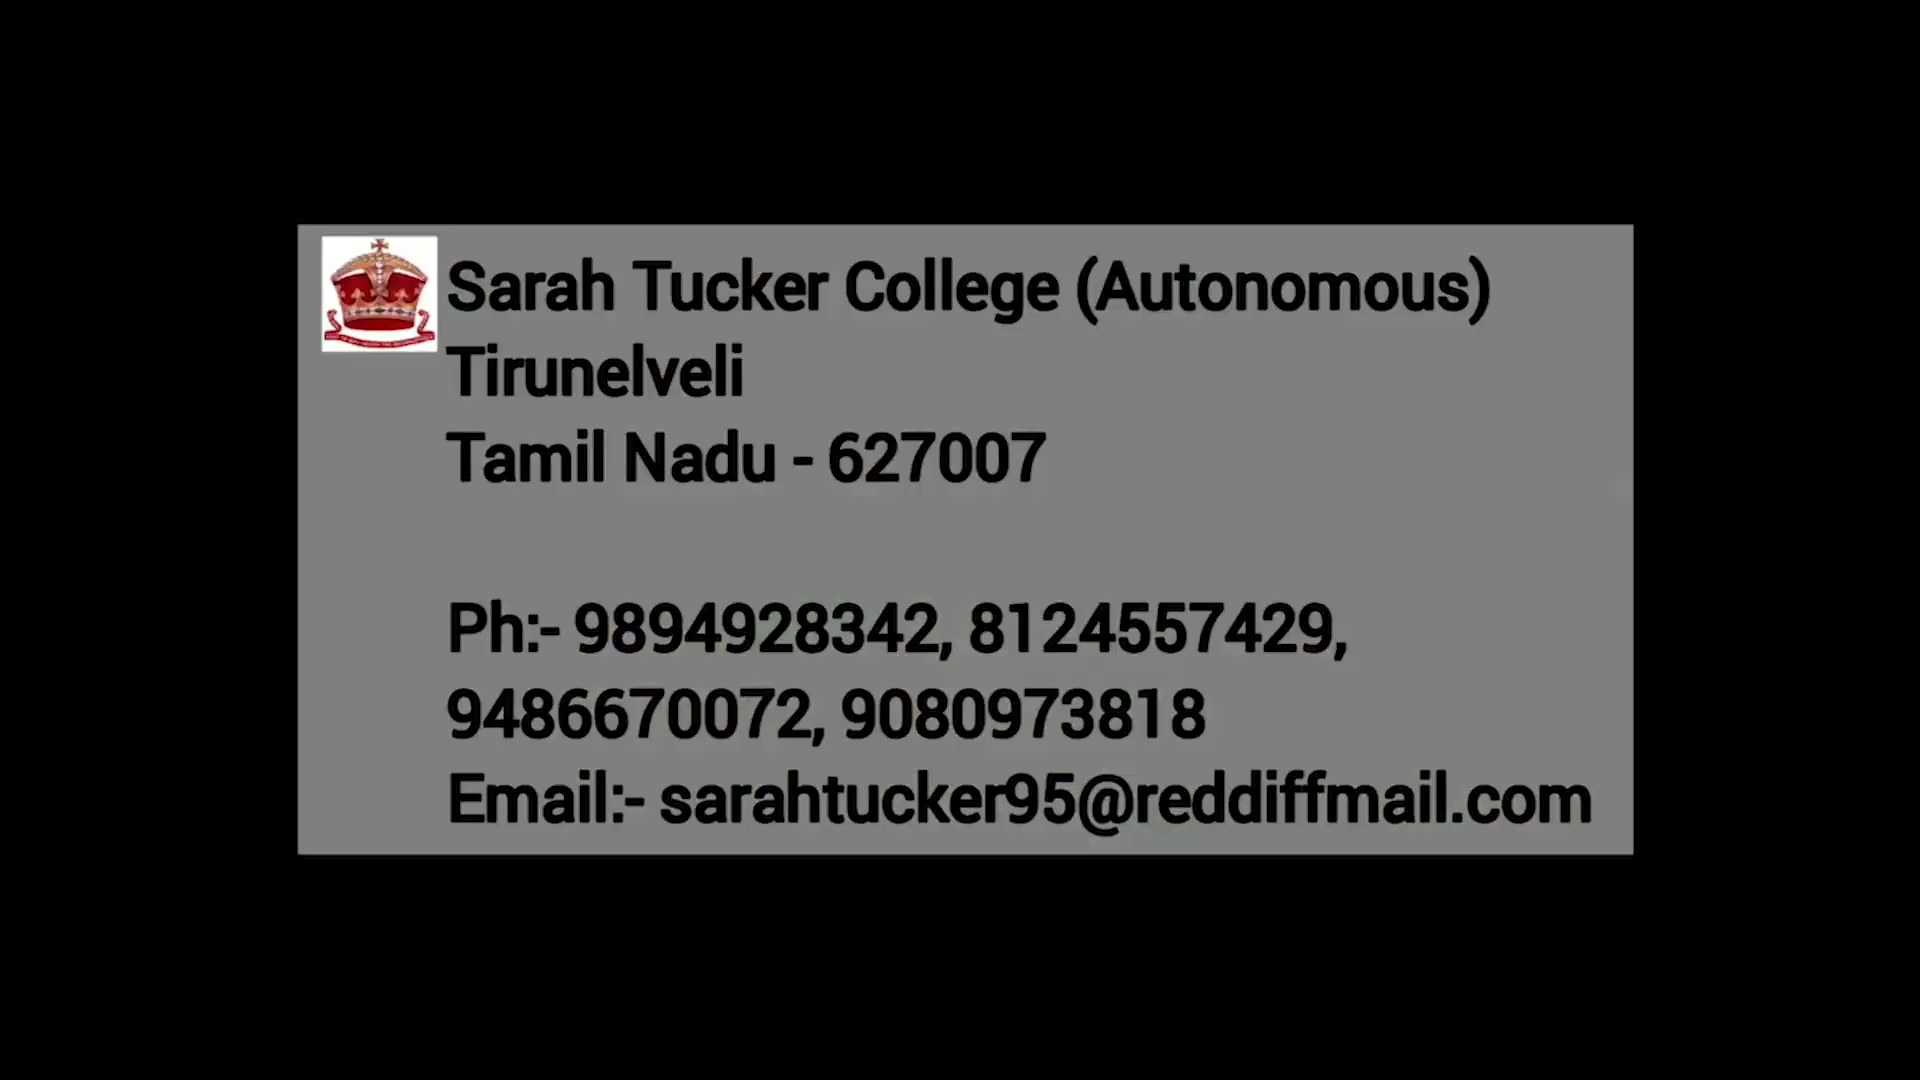 Sarah Tucker College (Autonomous)
Tirunelveli
Tamil Nadu - 627007
Ph:- 9894928342, 8124557429,
9486670072, 9080973818
Email:- sarahtucker95@reddiffmail.com